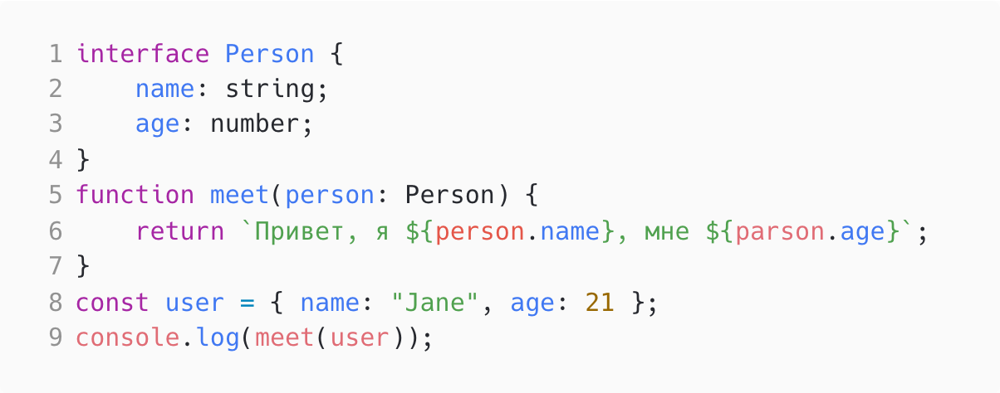 1 interface Person {
2     name: string;
3     age: number;
4 }
5 function meet(person: Person) {
6     return `Привет, я ${person.name}, мне ${parson.age}`;
7 }
8 const user = { name: "Jane", age: 21 };
9 console.log(meet(user));